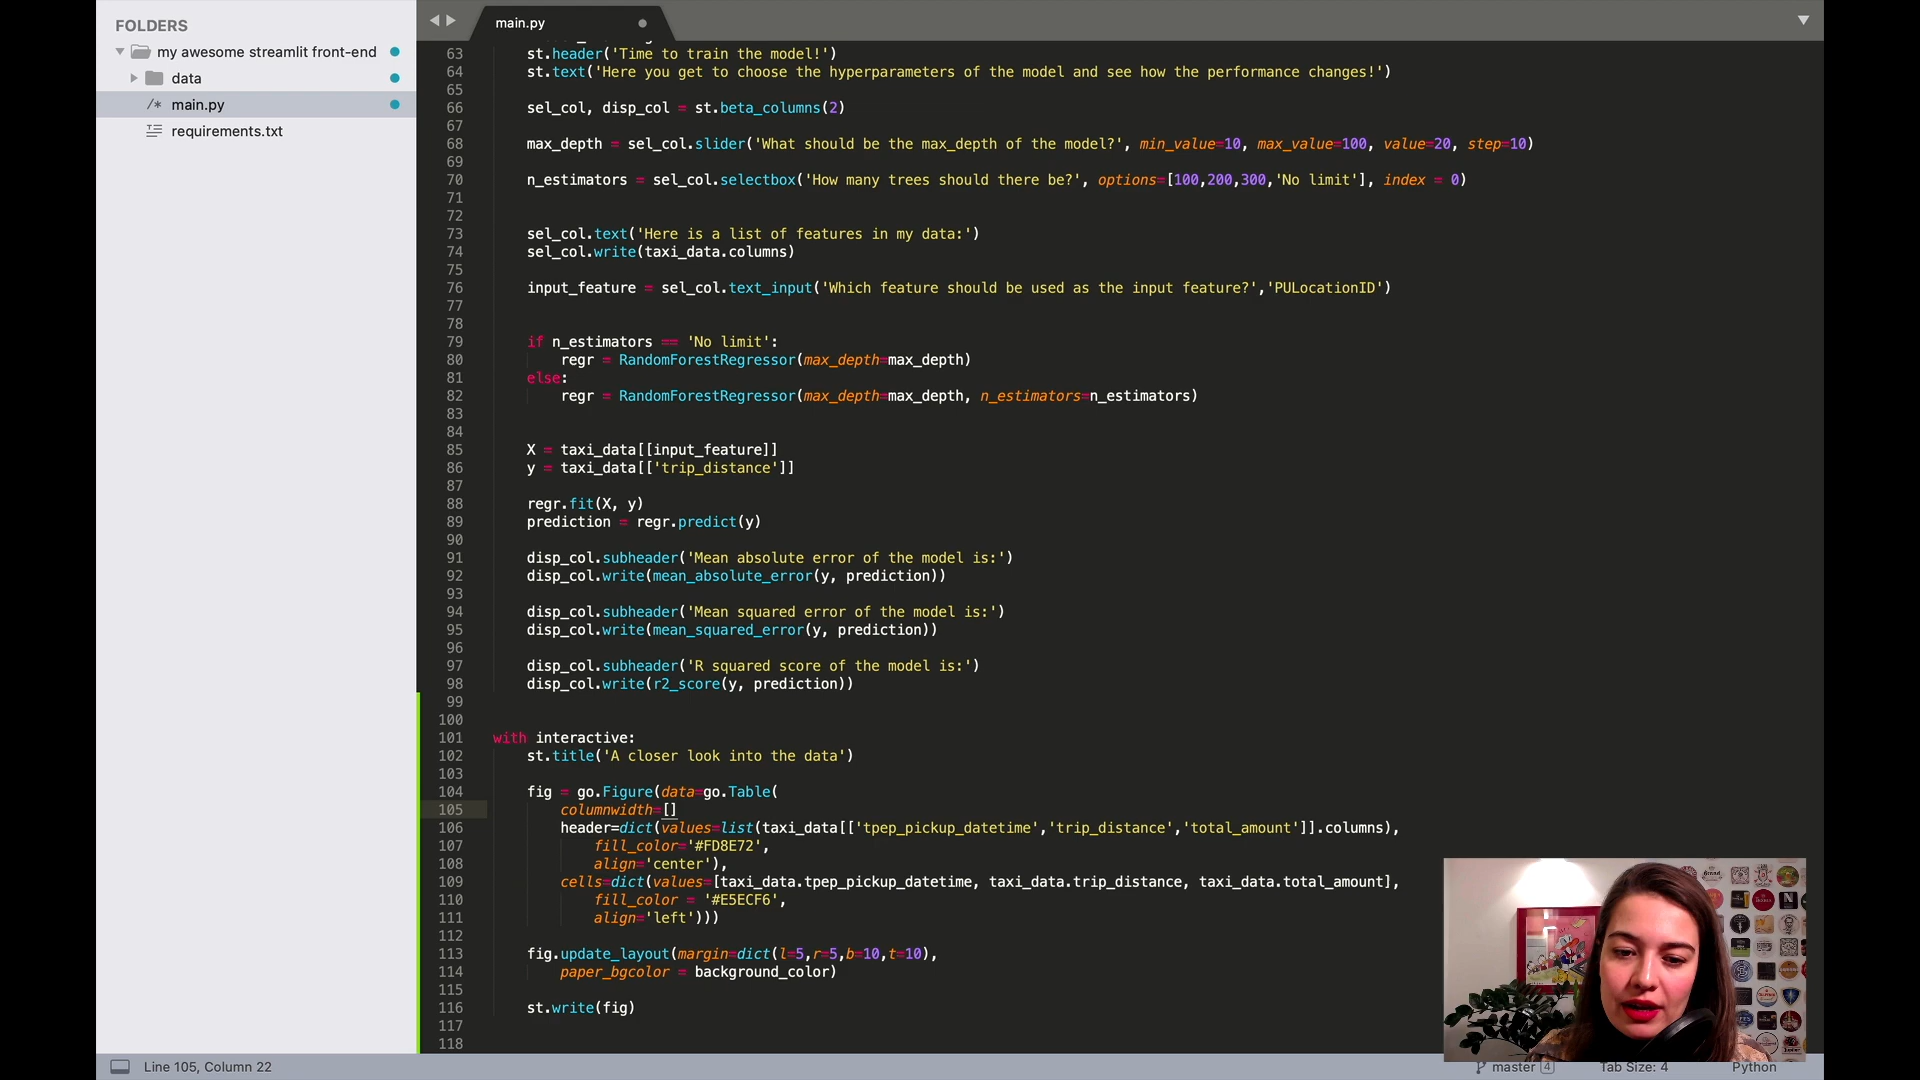 FOLDERS
my awesome streamlit front-end
data
/* main.py
requirements.txt
main.py
63 st.header('Time to train the model!')
64 st.text('Here you get to choose the hyperparameters of the model and see how the performance changes!')
65
66 sel_col, disp_col = st.beta_columns(2)
67
68 max_depth = sel_col.slider('What should be the max_depth of the model?', min_value=10, max_value=100, value=20, step=10)
69
70 n_estimators = sel_col.selectbox('How many trees should there be?', options=[100,200,300,'No limit'], index = 0)
71
72
73 sel_col.text('Here is a list of features in my data:')
74 sel_col.write(taxi_data.columns)
75
76 input_feature = sel_col.text_input('Which feature should be used as the input feature?','PULocationID')
77
78
79 if n_estimators == 'No limit':
80 regr = RandomForestRegressor(max_depth=max_depth)
81 else:
82 regr = RandomForestRegressor(max_depth=max_depth, n_estimators=n_estimators)
83
84
85 X = taxi_data[[input_feature]]
86 y = taxi_data[['trip_distance']]
87
88 regr.fit(X, y)
89 prediction = regr.predict(y)
90
91 disp_col.subheader('Mean absolute error of the model is:')
92 disp_col.write(mean_absolute_error(y, prediction))
93
94 disp_col.subheader('Mean squared error of the model is:')
95 disp_col.write(mean_squared_error(y, prediction))
96
97 disp_col.subheader('R squared score of the model is:')
98 disp_col.write(r2_score(y, prediction))
99
100
101 with interactive:
102 st.title('A closer look into the data')
103
104 fig = go.Figure(data=go.Table(
105 columnwidth=[]
106 header=dict(values=list(taxi_data[['tpep_pickup_datetime','trip_distance','total_amount']].columns),
107 fill_color='#FD8E72',
108 align='center'),
109 cells=dict(values=[taxi_data.tpep_pickup_datetime, taxi_data.trip_distance, taxi_data.total_amount],
110 fill_color = '#E5ECF6',
111 align='left')))
112
113 fig.update_layout(margin=dict(l=5,r=5,b=10,t=10),
114 paper_bgcolor = background_color)
115
116 st.write(fig)
117
118
Line 105, Column 22
master 4
Tab Size: 4
Python